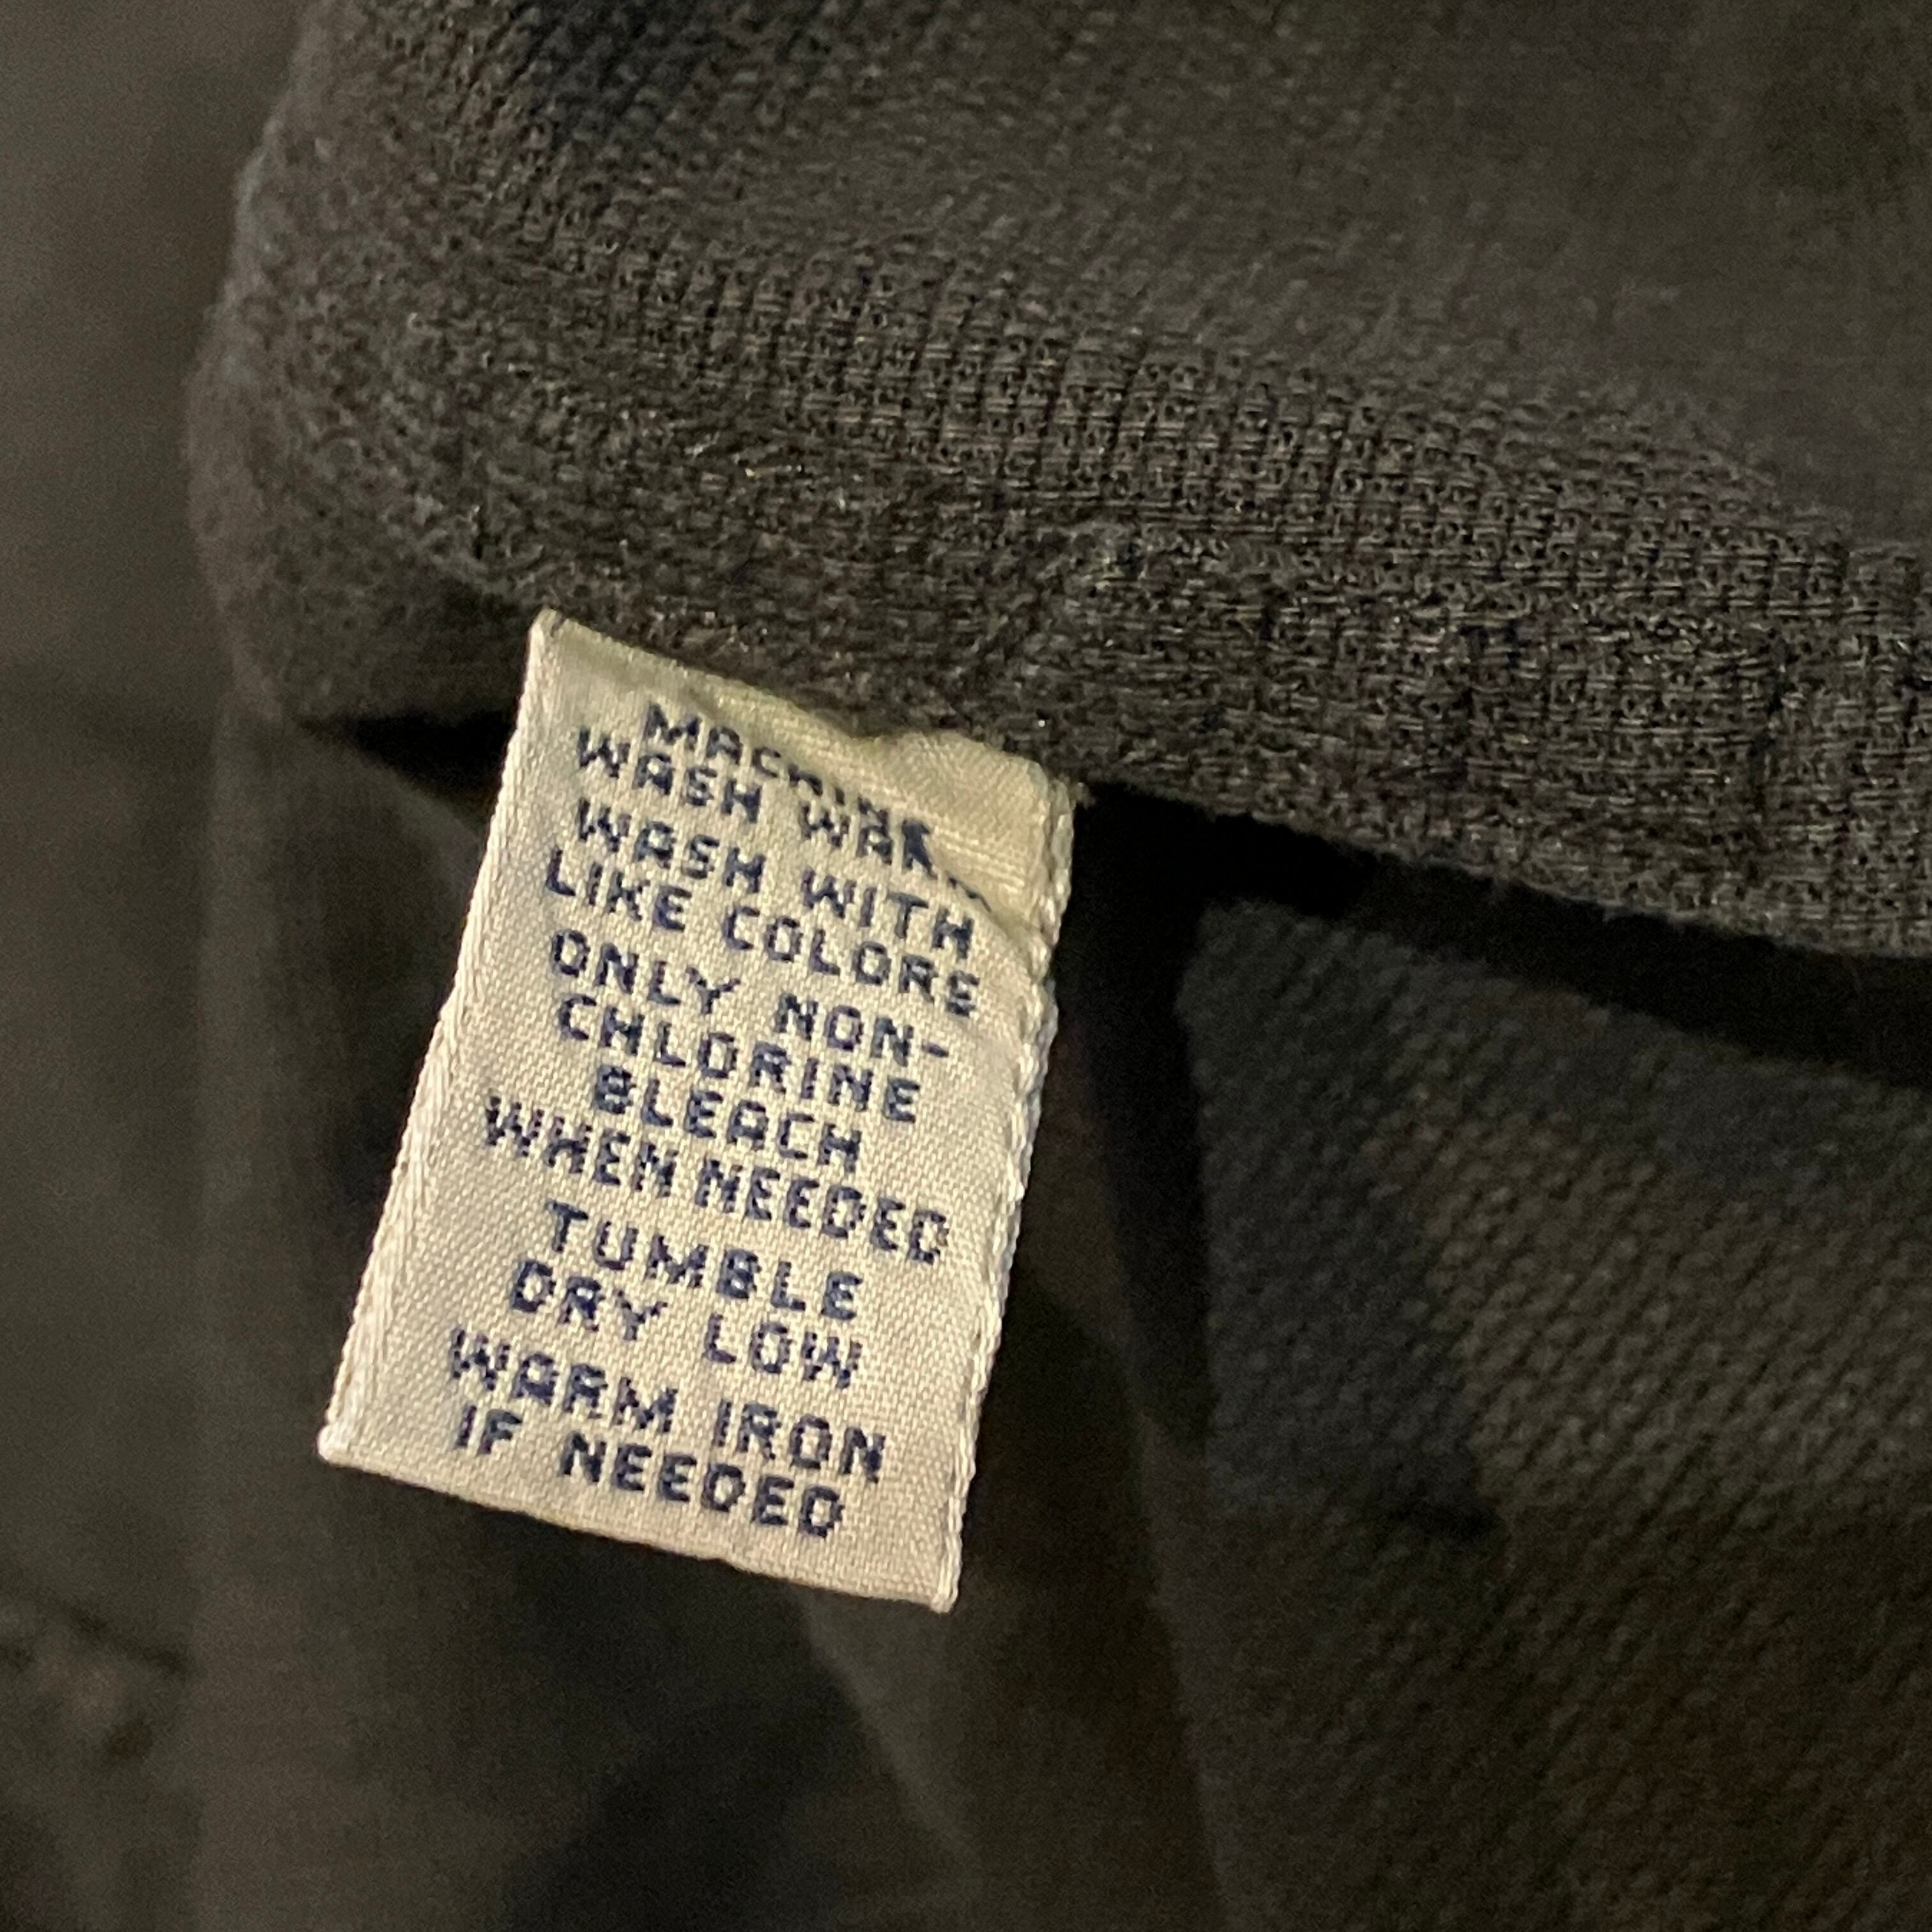 MACHINE
WASH WARM
WASH WITH
LIKE COLORS
ONLY NON-
CHLORINE
BLEACH
WHEN NEEDED
TUMBLE
DRY LOW
WARM IRON
IF NEEDED